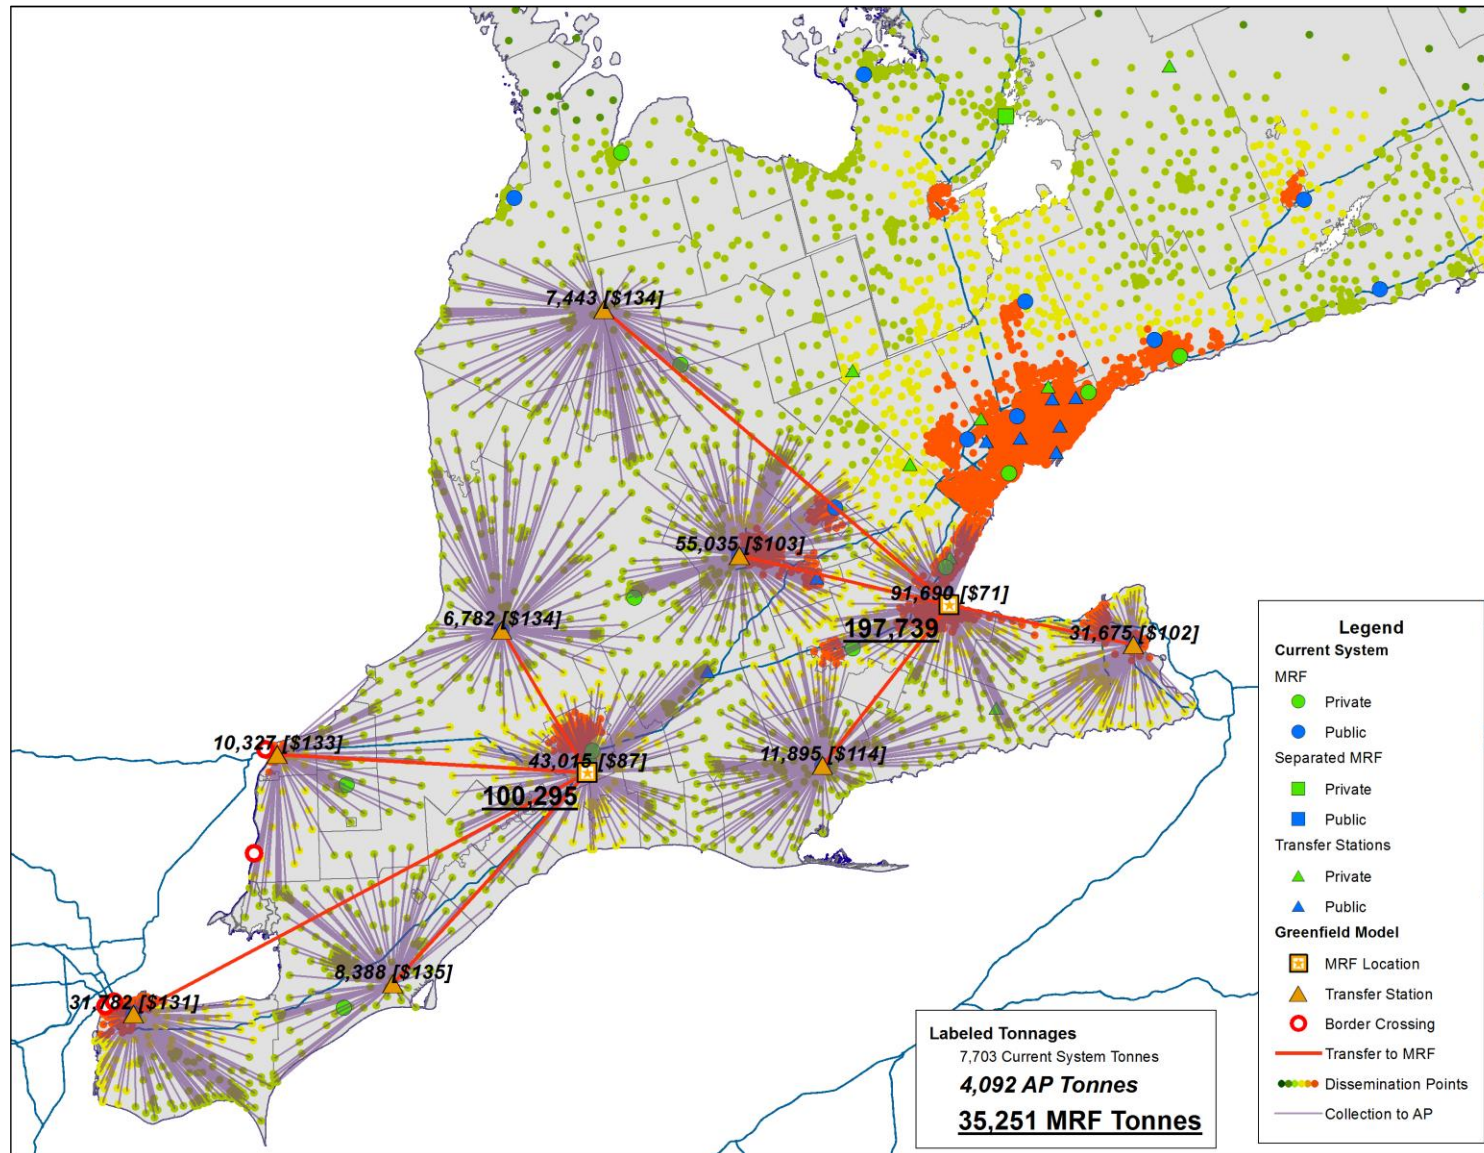 7,443 [$134]
55,035 [$103]
91,690 [$71]
197,739
6,782 [$134]
31,675 [$102]
10,327 [$133]
43,015 [$87]
100,295
11,895 [$114]
8,388 [$135]
31,782 [$131]
Legend
Current System
MRF
Private
Public
Separated MRF
Private
Public
Transfer Stations
Private
Public
Greenfield Model
MRF Location
Transfer Station
Border Crossing
Transfer to MRF
Dissemination Points
Collection to AP
Labeled Tonnages
7,703 Current System Tonnes
4,092 AP Tonnes
35,251 MRF Tonnes